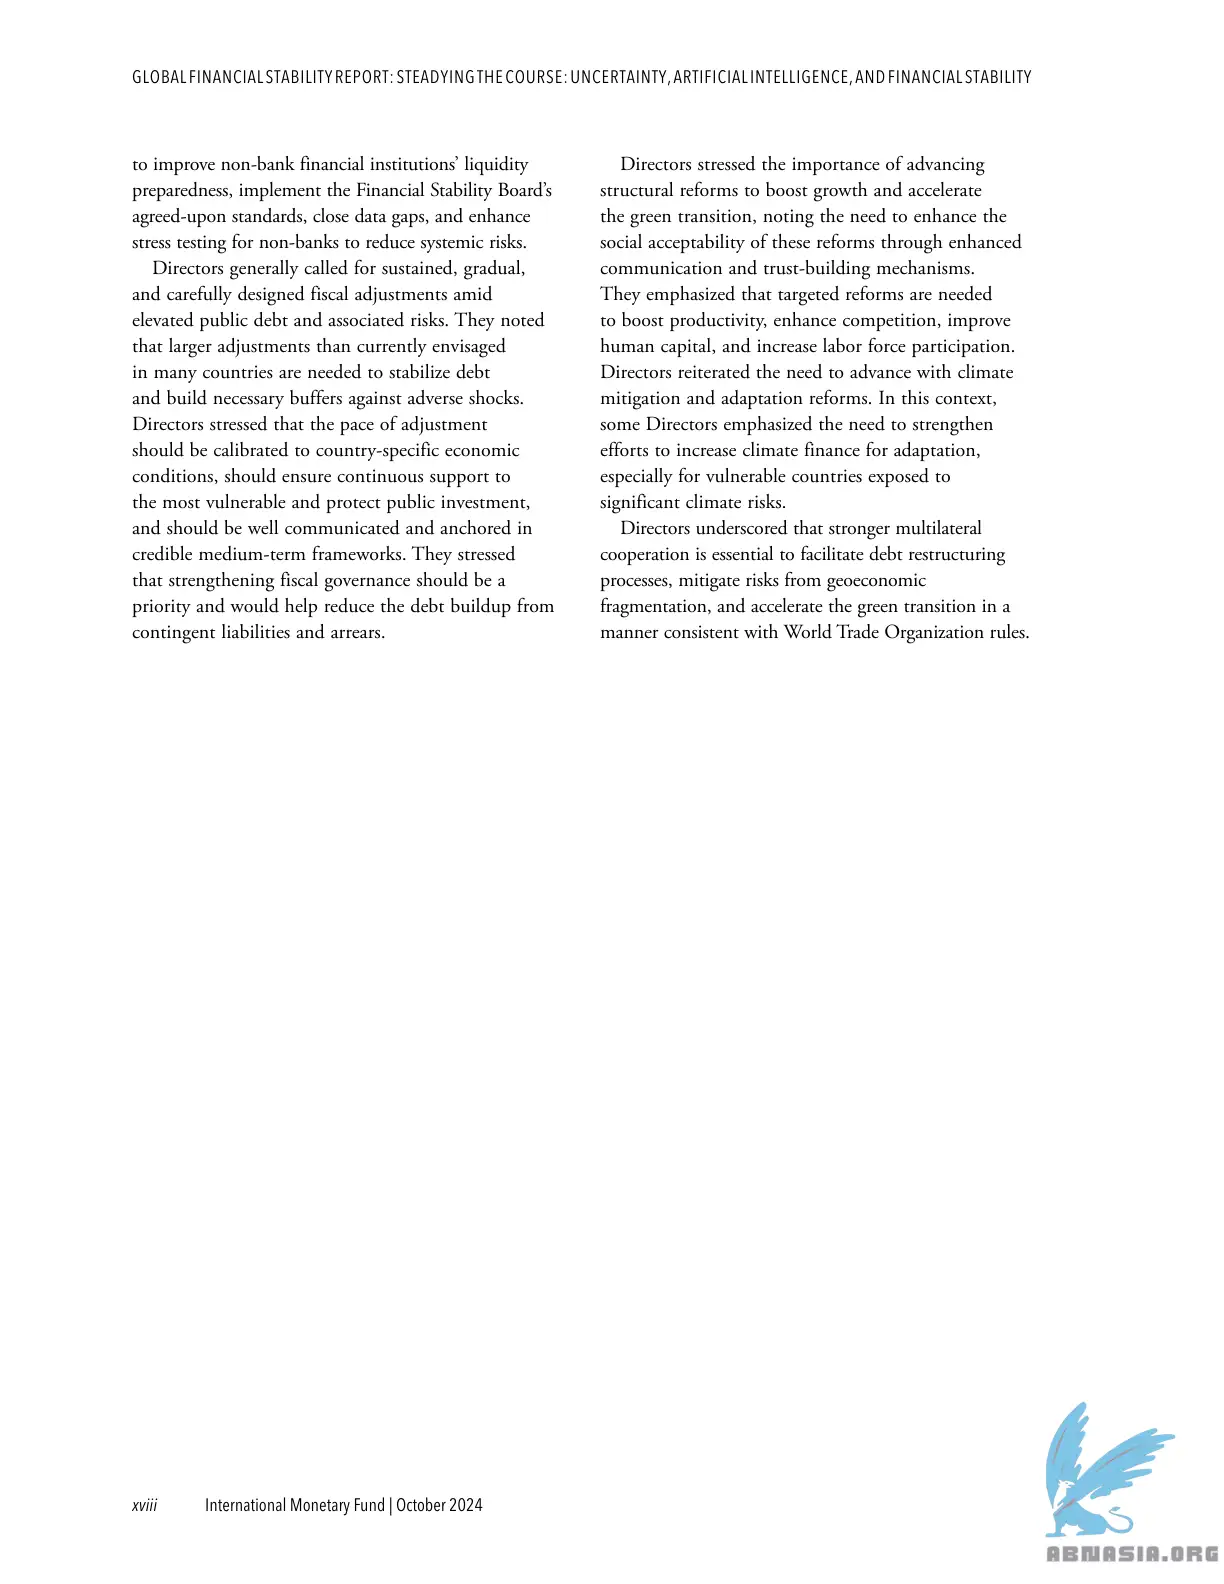 GLOBAL FINANCIAL STABILITY REPORT: STEADYING THE COURSE: UNCERTAINTY, ARTIFICIAL INTELLIGENCE, AND FINANCIAL STABILITY
to improve non-bank financial institutions’ liquidity
preparedness, implement the Financial Stability Board’s
agreed-upon standards, close data gaps, and enhance
stress testing for non-banks to reduce systemic risks.
Directors generally called for sustained, gradual,
and carefully designed fiscal adjustments amid
elevated public debt and associated risks. They noted
that larger adjustments than currently envisaged
in many countries are needed to stabilize debt
and build necessary buffers against adverse shocks.
Directors stressed that the pace of adjustment
should be calibrated to country-specific economic
conditions, should ensure continuous support to
the most vulnerable and protect public investment,
and should be well communicated and anchored in
credible medium-term frameworks. They stressed
that strengthening fiscal governance should be a
priority and would help reduce the debt buildup from
contingent liabilities and arrears.
Directors stressed the importance of advancing
structural reforms to boost growth and accelerate
the green transition, noting the need to enhance the
social acceptability of these reforms through enhanced
communication and trust-building mechanisms.
They emphasized that targeted reforms are needed
to boost productivity, enhance competition, improve
human capital, and increase labor force participation.
Directors reiterated the need to advance with climate
mitigation and adaptation reforms. In this context,
some Directors emphasized the need to strengthen
efforts to increase climate finance for adaptation,
especially for vulnerable countries exposed to
significant climate risks.
Directors underscored that stronger multilateral
cooperation is essential to facilitate debt restructuring
processes, mitigate risks from geoeconomic
fragmentation, and accelerate the green transition in a
manner consistent with World Trade Organization rules.
xviii International Monetary Fund | October 2024
ABNASIA.ORG